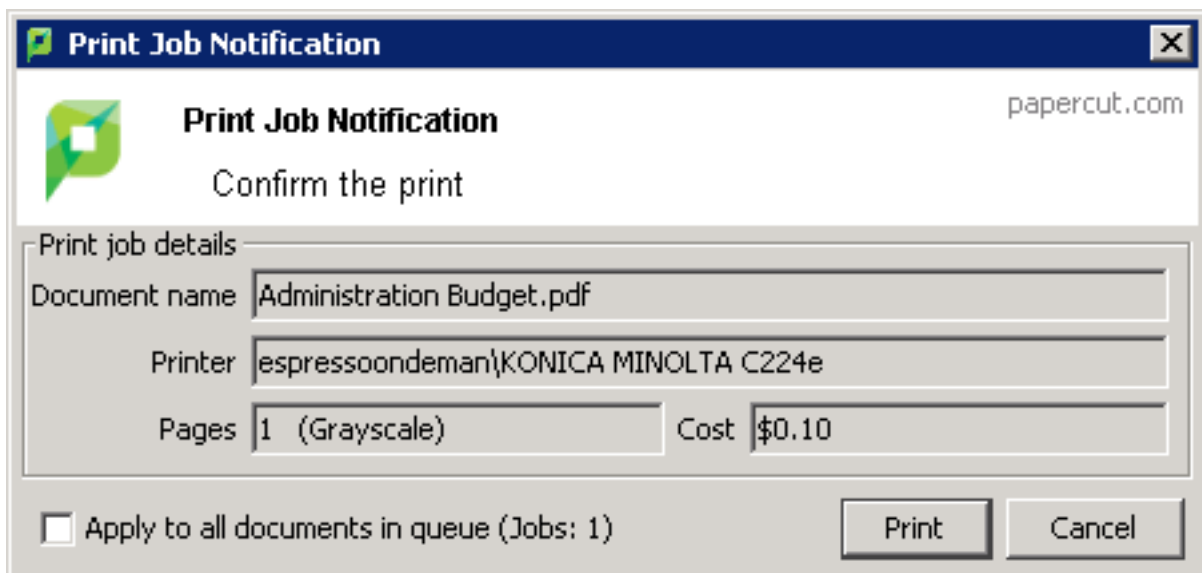 Print Job Notification
papercut.com
Print Job Notification
Confirm the print
Print job details
Document name Administration Budget.pdf
Printer espressoondeman\KONICA MINOLTA C224e
Pages 1 (Grayscale) Cost $0.10
Apply to all documents in queue (Jobs: 1) Print Cancel